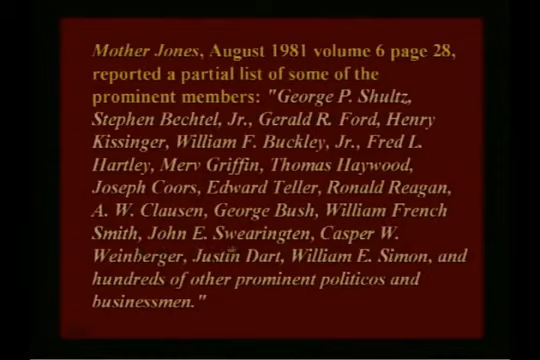 Mother Jones, August 1981 volume 6 page 28,
reported a partial list of some of the
prominent members: "George P. Shultz,
Stephen Bechtel, Jr., Gerald R. Ford, Henry
Kissinger, William F. Buckley, Jr., Fred L.
Hartley, Merv Griffin, Thomas Haywood,
Joseph Coors, Edward Teller, Ronald Reagan,
A. W. Clausen, George Bush, William French
Smith, John E. Swearingten, Casper W.
Weinberger, Justin Dart, William E. Simon, and
hundreds of other prominent politicos and
businessmen."